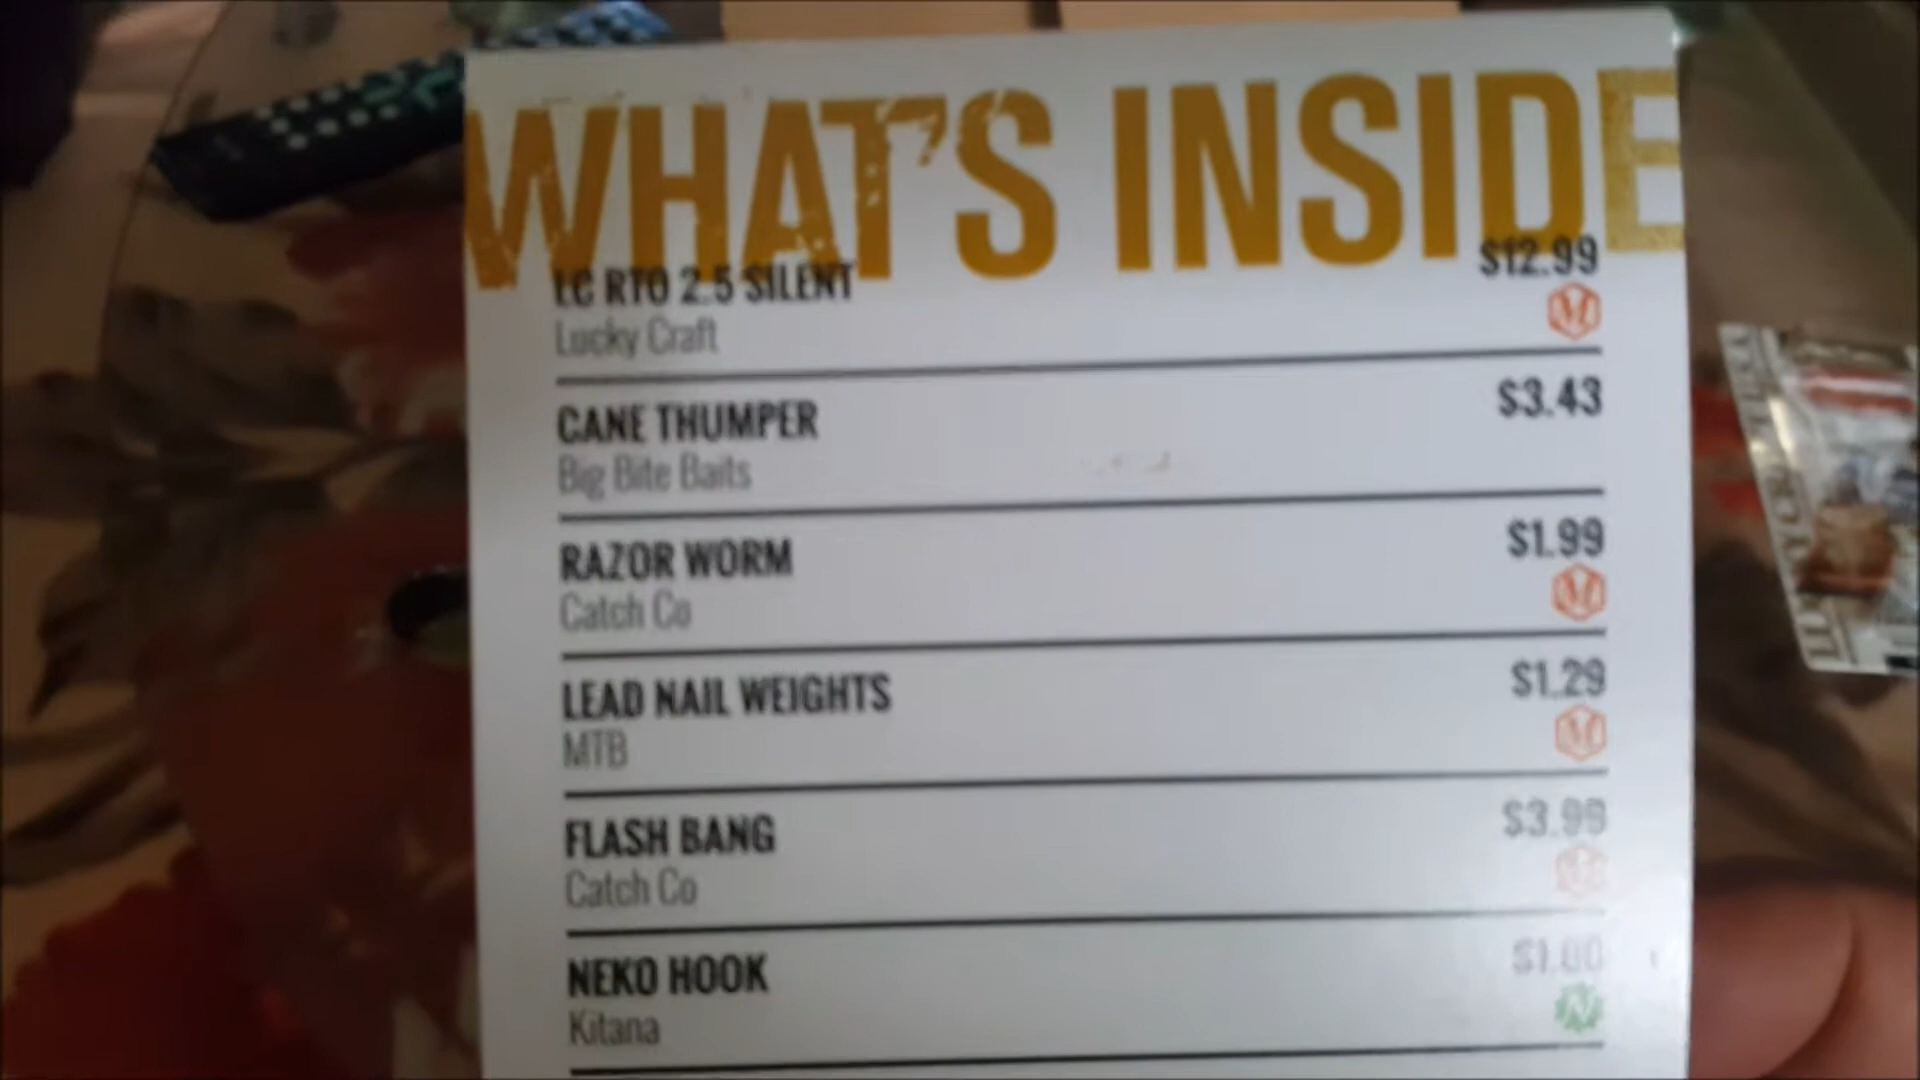 WHAT'S INSIDE
LC RTO 2.5 SILENT $12.99
Lucky Craft
CANE THUMPER $3.43
Big Bite Baits
RAZOR WORM $1.99
Catch Co
LEAD NAIL WEIGHTS $1.29
MTB
FLASH BANG $3.99
Catch Co
NEKO HOOK $1.00
Kitana